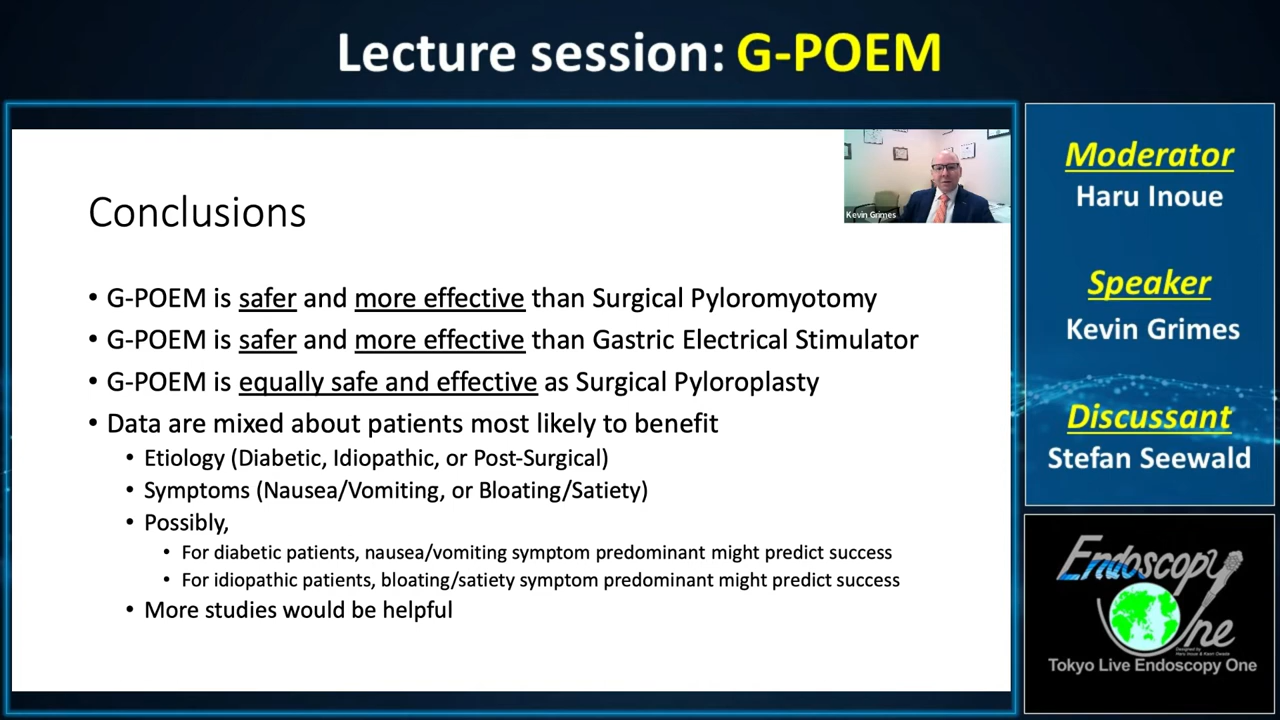 Lecture session: G-POEM
Kevin Grimes
Conclusions
• G-POEM is safer and more effective than Surgical Pyloromyotomy
• G-POEM is safer and more effective than Gastric Electrical Stimulator
• G-POEM is equally safe and effective as Surgical Pyloroplasty
• Data are mixed about patients most likely to benefit
• Etiology (Diabetic, Idiopathic, or Post-Surgical)
• Symptoms (Nausea/Vomiting, or Bloating/Satiety)
• Possibly,
• For diabetic patients, nausea/vomiting symptom predominant might predict success
• For idiopathic patients, bloating/satiety symptom predominant might predict success
• More studies would be helpful
Moderator
Haru Inoue
Speaker
Kevin Grimes
Discussant
Stefan Seewald
Endoscopy
One
Designed by
Tokyo Live Endoscopy One